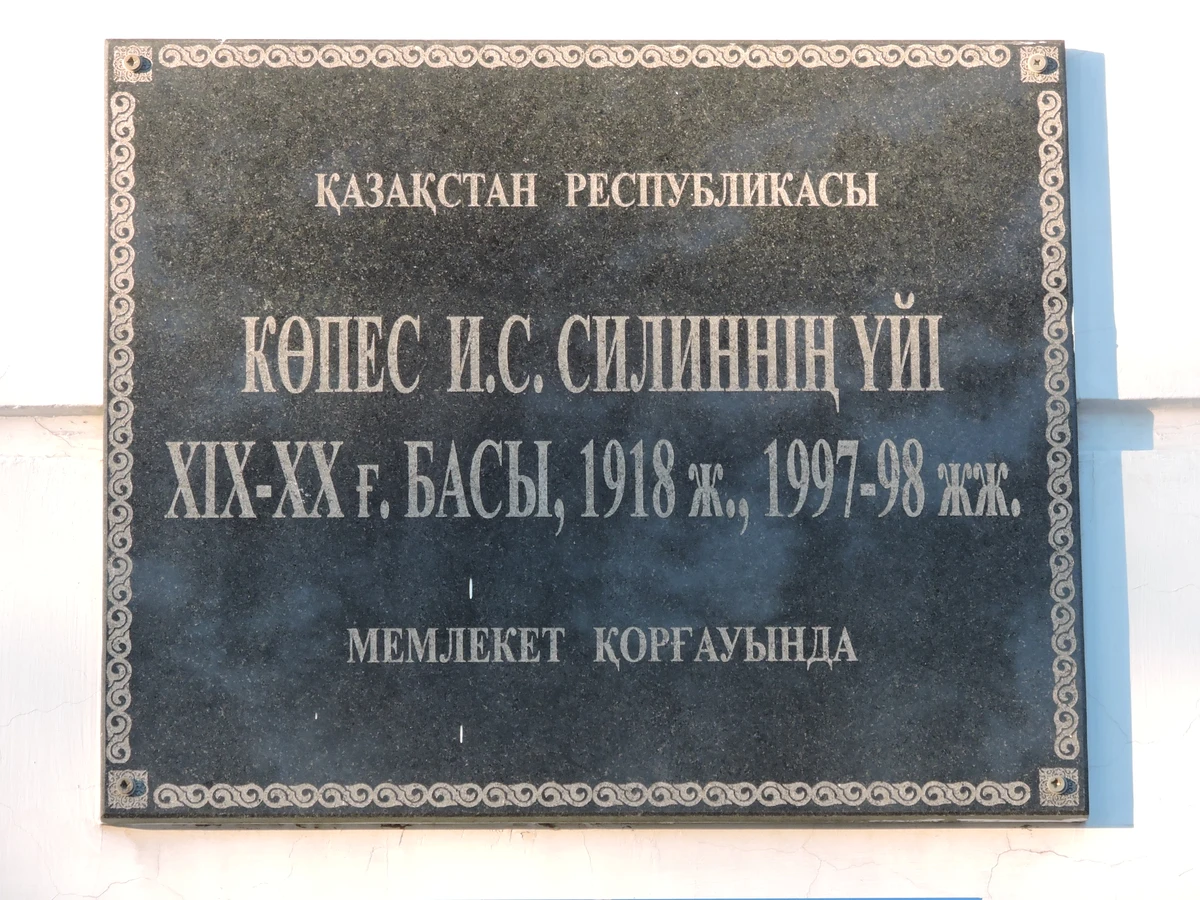 ҚАЗАҚСТАН РЕСПУБЛИКАСЫ
КӨПЕС И.С. СИЛИННІҢ ҮЙІ
XIX-XX ғ. БАСЫ, 1918 ж., 1997-98 жж.
МЕМЛЕКЕТ ҚОРҒАУЫНДА